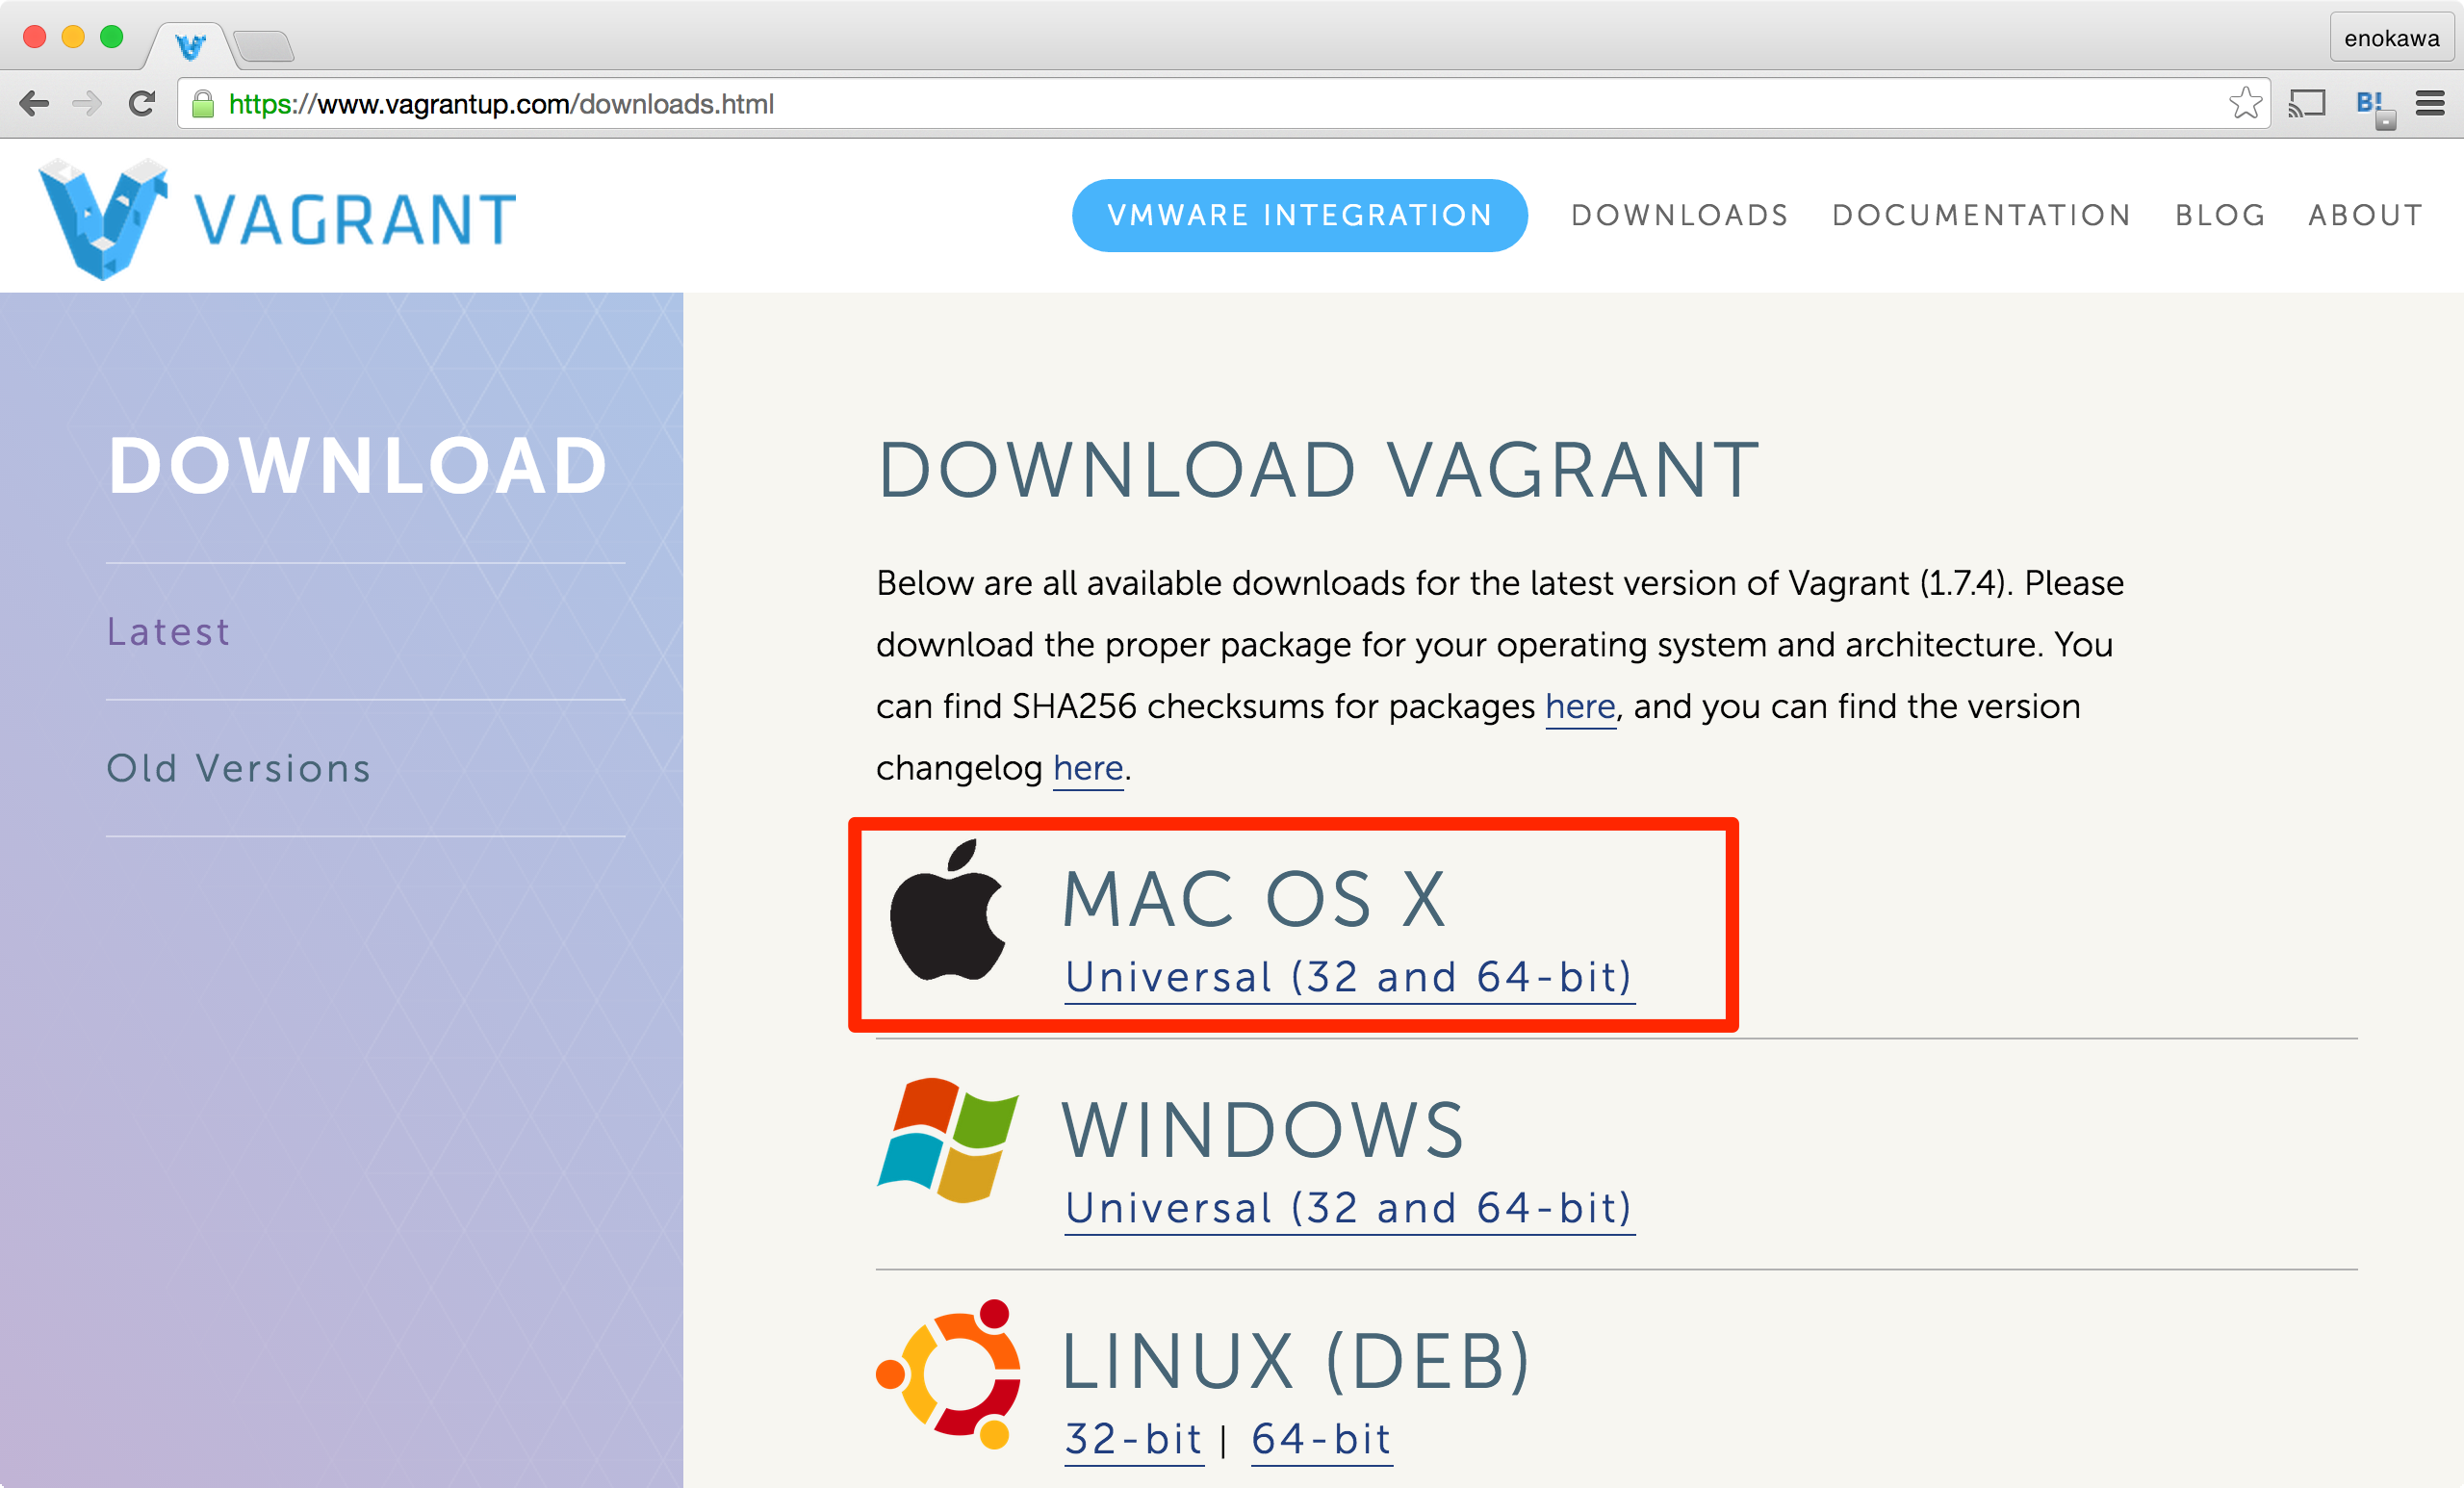 enokawa
https://www.vagrantup.com/downloads.html
B!
VAGRANT
VMWARE INTEGRATION
DOWNLOADS
DOCUMENTATION
BLOG
ABOUT
DOWNLOAD
Latest
Old Versions
DOWNLOAD VAGRANT
Below are all available downloads for the latest version of Vagrant (1.7.4). Please
download the proper package for your operating system and architecture. You
can find SHA256 checksums for packages here, and you can find the version
changelog here.
MAC OS X
Universal (32 and 64-bit)
WINDOWS
Universal (32 and 64-bit)
LINUX (DEB)
32-bit | 64-bit